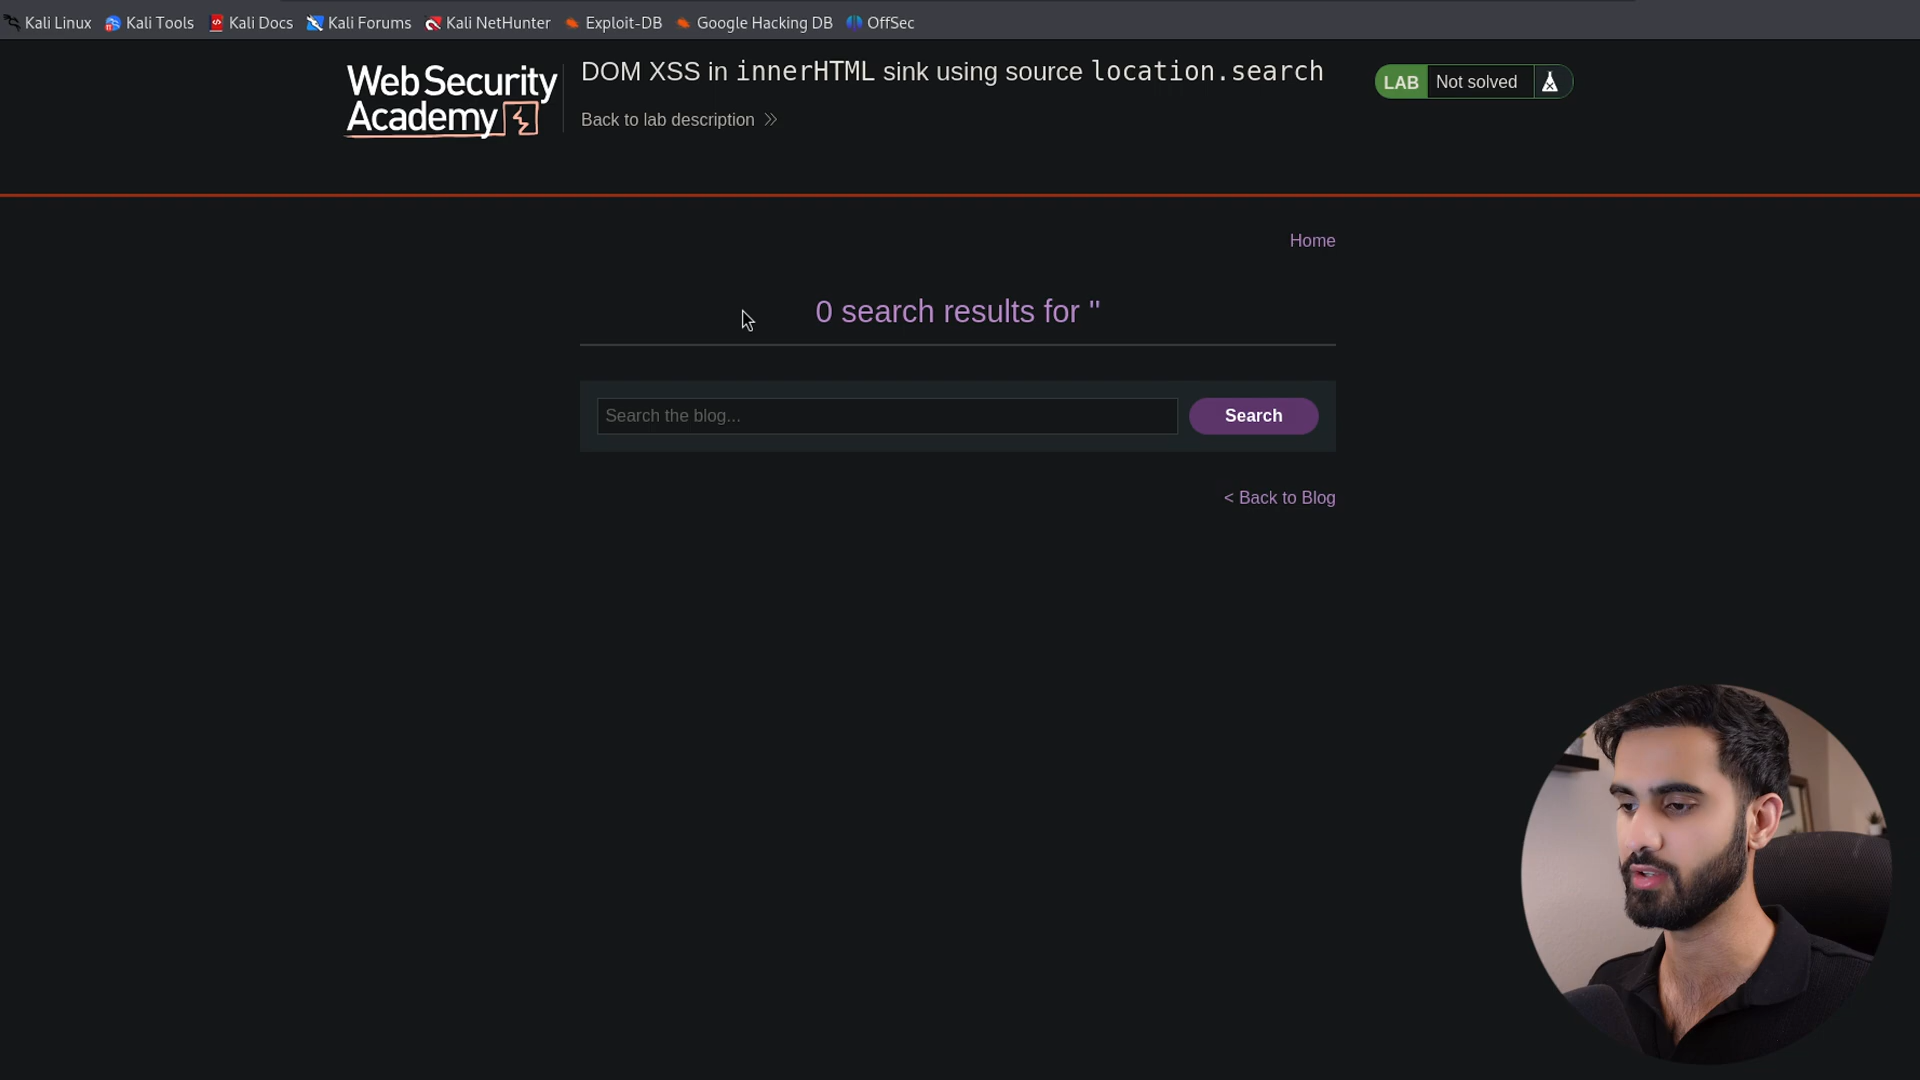 Kali Linux Kali Tools Kali Docs Kali Forums Kali NetHunter Exploit-DB Google Hacking DB OffSec
WebSecurity
Academy
DOM XSS in innerHTML sink using source location.search
Back to lab description
LAB Not solved
Home
0 search results for ''
Search the blog...
Search
< Back to Blog